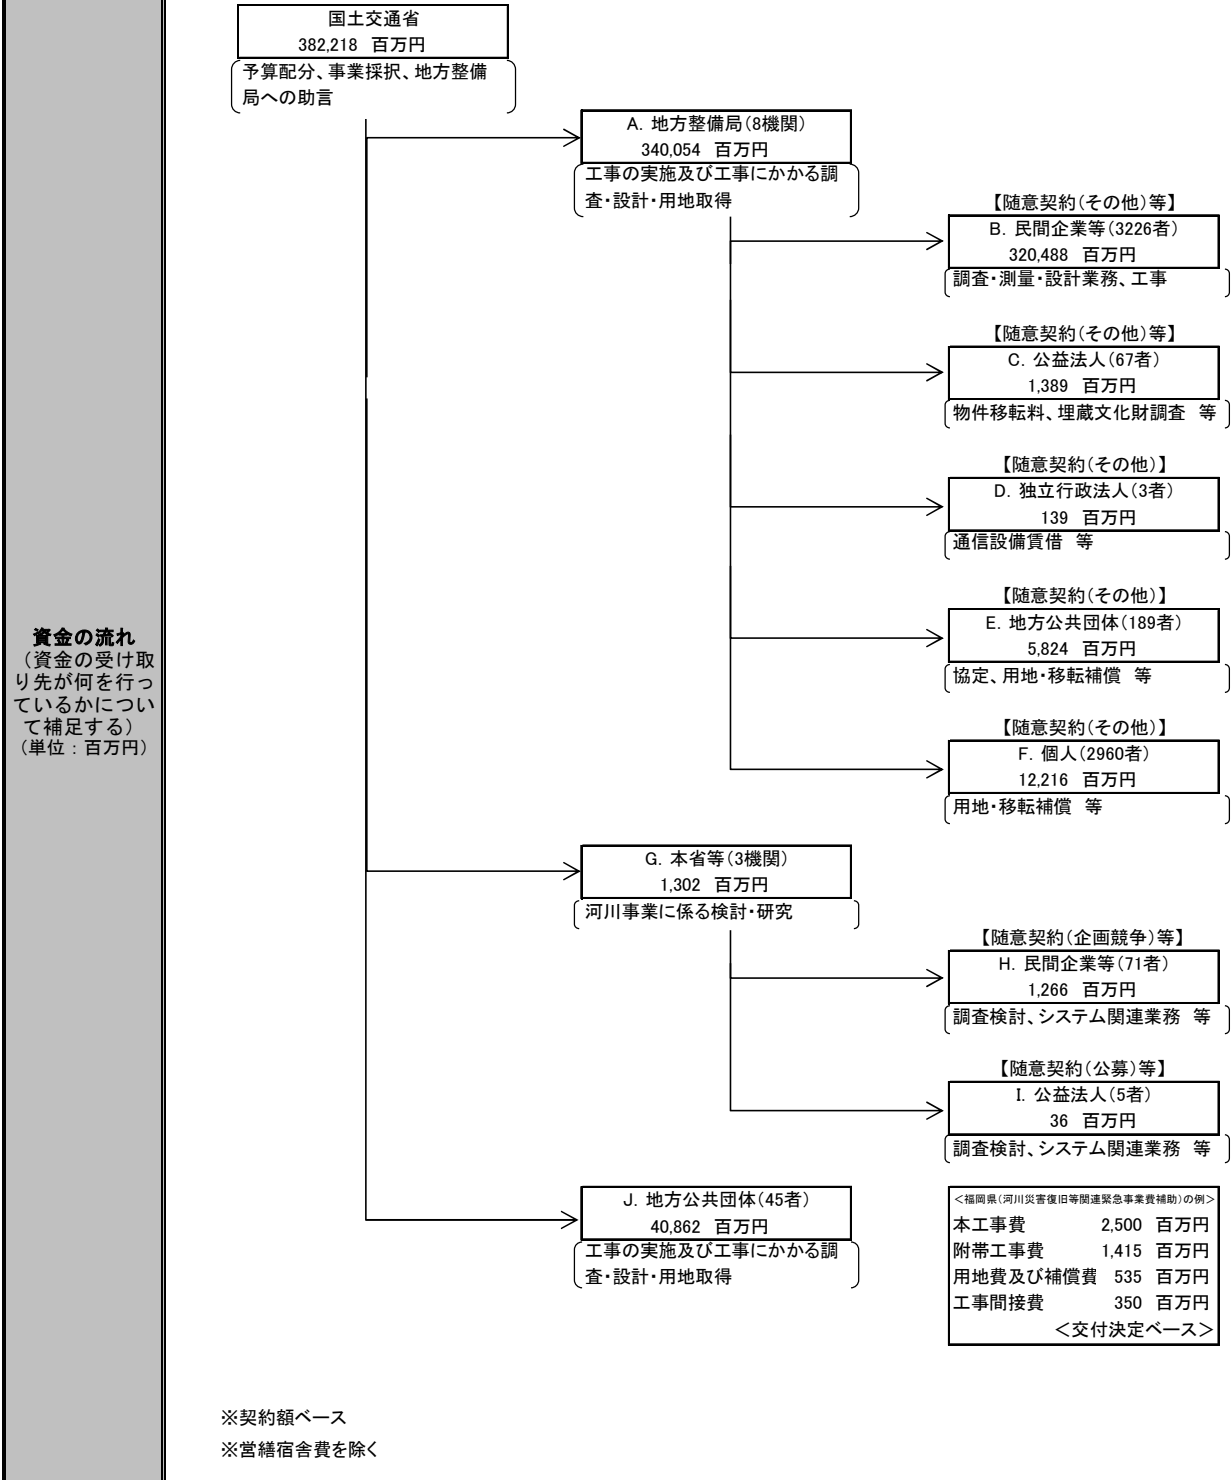 資金の流れ
（資金の受け取
り先が何を行っ
ているかについ
て補足する）
（単位：百万円）
国土交通省
382,218 百万円
予算配分、事業採択、地方整備
局への助言
A. 地方整備局(8機関)
340,054 百万円
工事の実施及び工事にかかる調
査・設計・用地取得
【随意契約(その他)等】
B. 民間企業等(3226者)
320,488 百万円
調査・測量・設計業務、工事
【随意契約(その他)等】
C. 公益法人(67者)
1,389 百万円
物件移転料、埋蔵文化財調査 等
【随意契約(その他)】
D. 独立行政法人(3者)
139 百万円
通信設備賃借 等
【随意契約(その他)】
E. 地方公共団体(189者)
5,824 百万円
協定、用地・移転補償 等
【随意契約(その他)】
F. 個人(2960者)
12,216 百万円
用地・移転補償 等
G. 本省等(3機関)
1,302 百万円
河川事業に係る検討・研究
【随意契約(企画競争)等】
H. 民間企業等(71者)
1,266 百万円
調査検討、システム関連業務 等
【随意契約(公募)等】
I. 公益法人(5者)
36 百万円
調査検討、システム関連業務 等
J. 地方公共団体(45者)
40,862 百万円
工事の実施及び工事にかかる調
査・設計・用地取得
＜福岡県(河川災害復旧等関連緊急事業費補助)の例＞
本工事費 2,500 百万円
附帯工事費 1,415 百万円
用地費及び補償費 535 百万円
工事間接費 350 百万円
＜交付決定ベース＞
※契約額ベース
※営繕宿舎費を除く